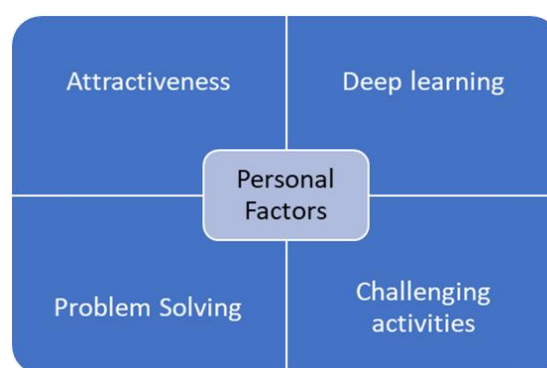 Attractiveness
Deep learning
Personal
Factors
Problem Solving
Challenging
activities